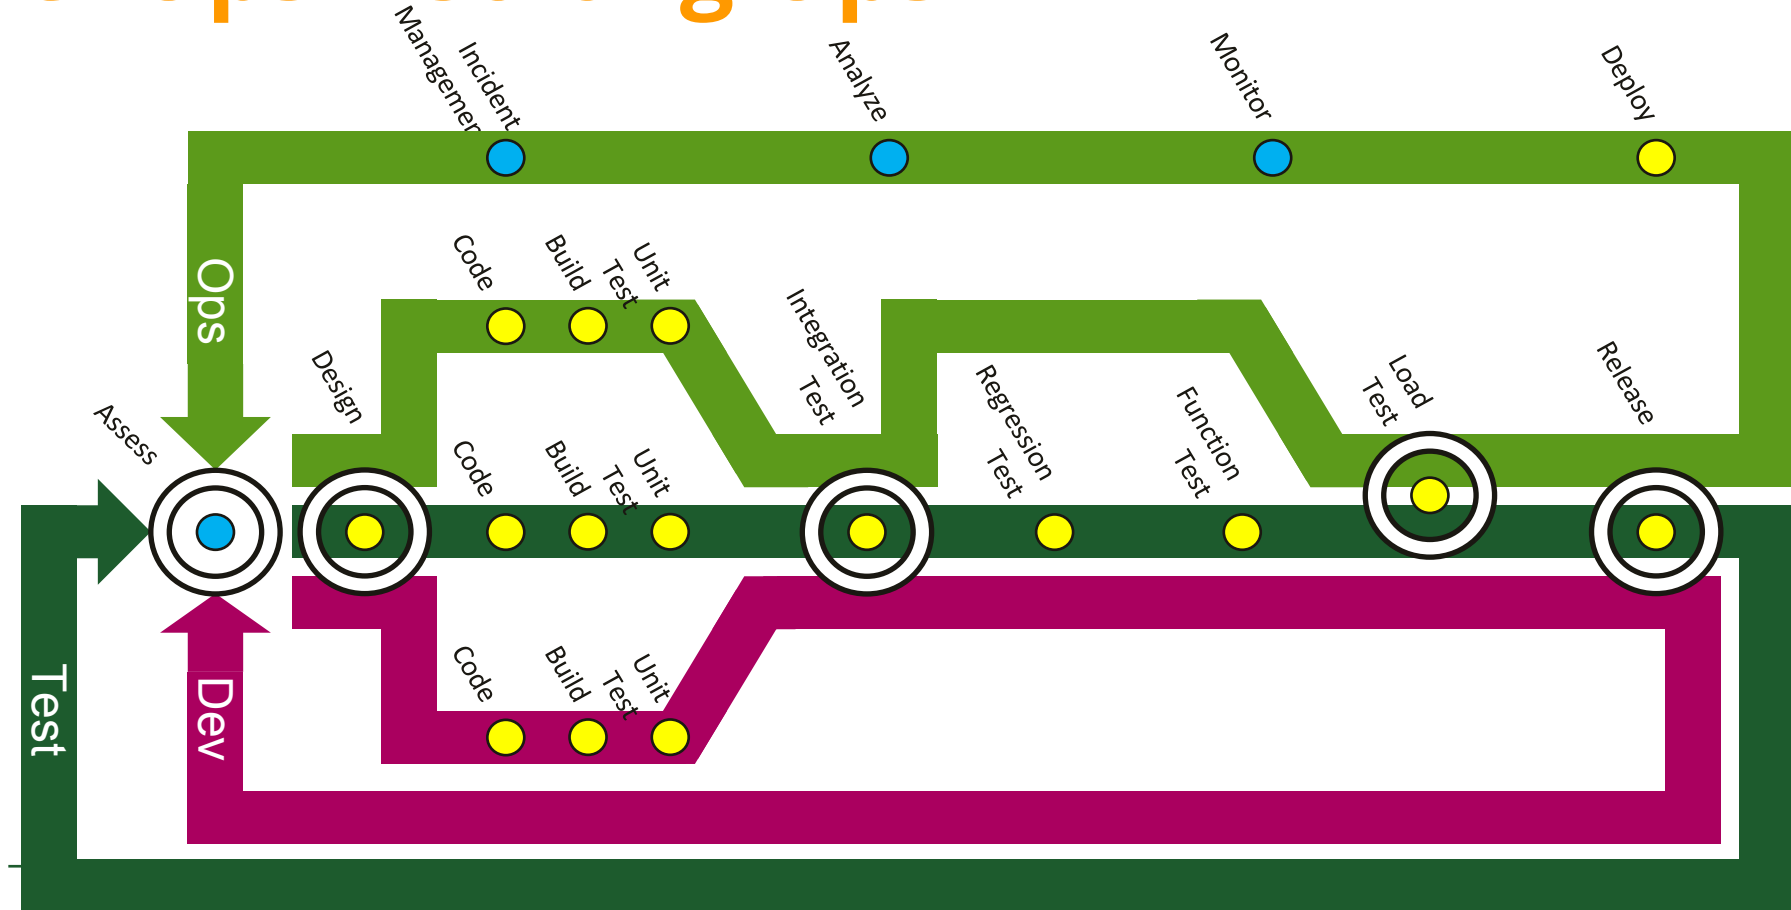 Incident
Managemen
Analyze
Monitor
Deploy
Ops
Code
Build
Unit
Test
Integration
Test
Design
Assess
Regression
Test
Function
Test
Load
Test
Release
Code
Build
Unit
Test
Code
Build
Unit
Test
Test
Dev